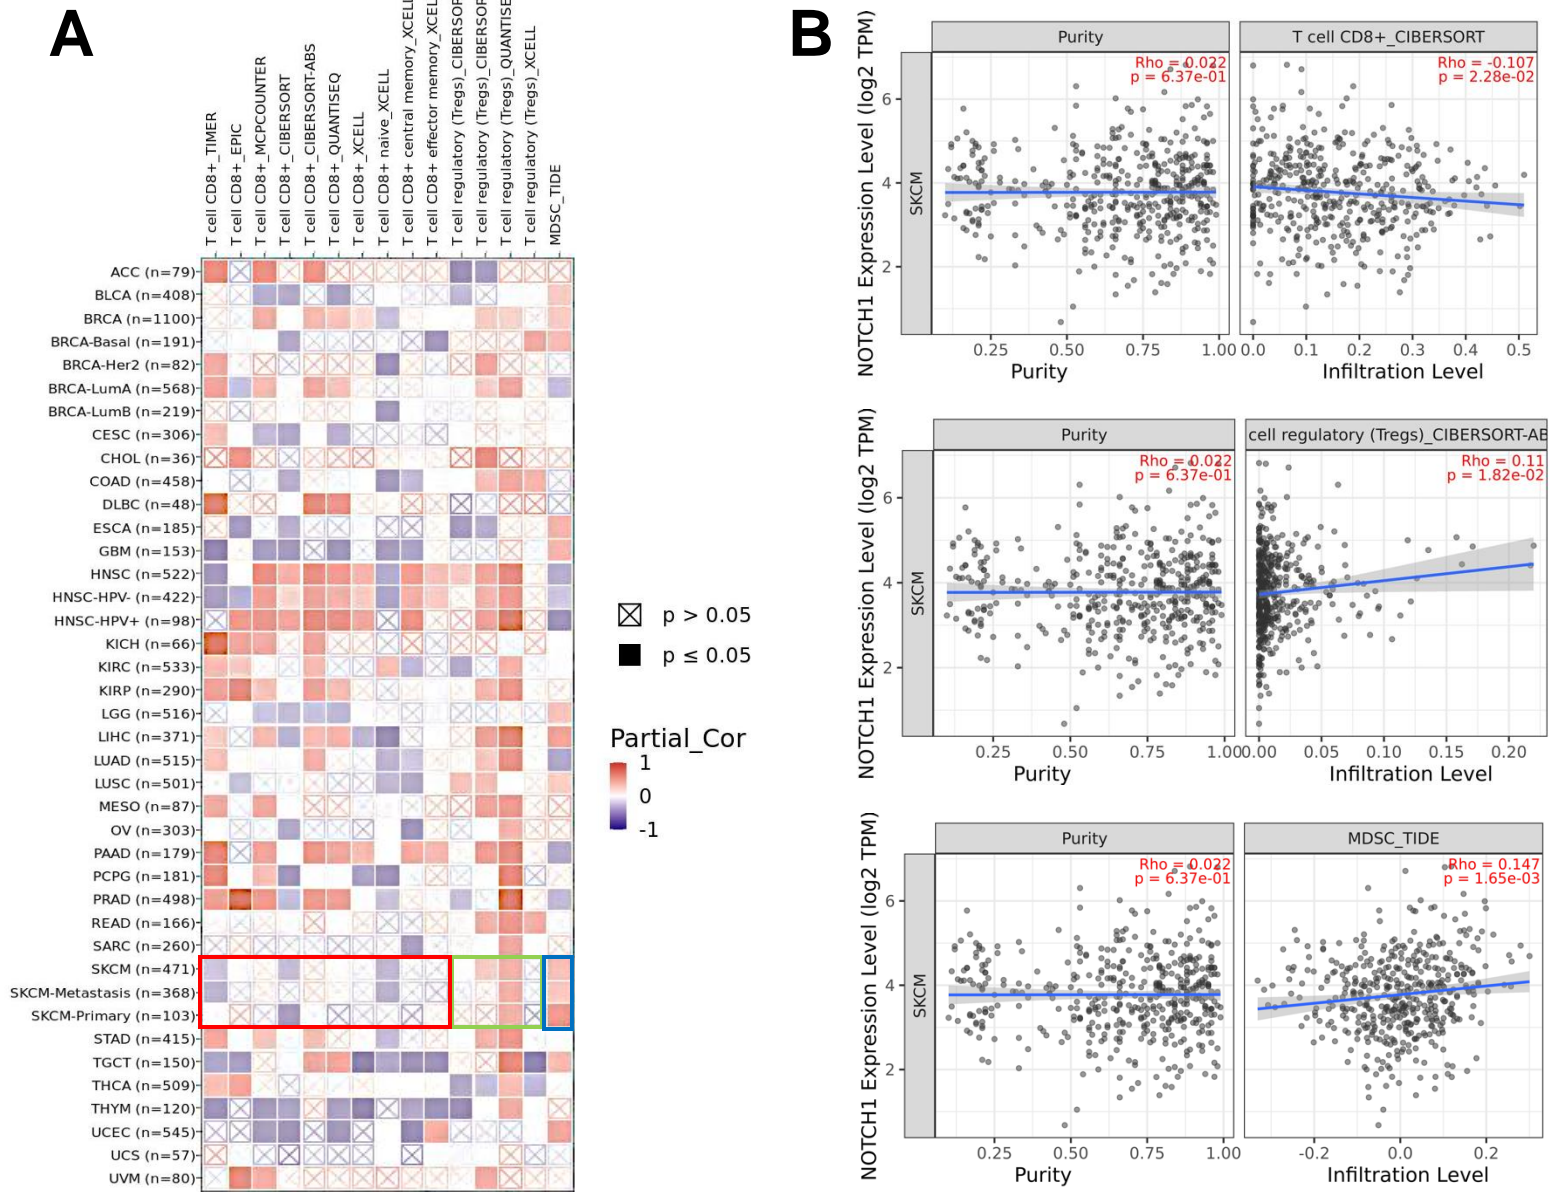 A
T cell CD8+_TIMER
T cell CD8+_EPIC
T cell CD8+_MCPCOUNTER
T cell CD8+_CIBERSORT
T cell CD8+_CIBERSORT-ABS
T cell CD8+_QUANTISEQ
T cell CD8+_XCELL
T cell CD8+ naive_XCELL
T cell CD8+ central memory_XCELL
T cell CD8+ effector memory_XCEL
T cell regulatory (Tregs)_CIBERSOR
T cell regulatory (Tregs)_CIBERSOR
T cell regulatory (Tregs)_QUANTISE
T cell regulatory (Tregs)_XCELL
MDSC_TIDE
ACC (n=79)
BLCA (n=408)
BRCA (n=1100)
BRCA-Basal (n=191)
BRCA-Her2 (n=82)
BRCA-LumA (n=568)
BRCA-LumB (n=219)
CESC (n=306)
CHOL (n=36)
COAD (n=458)
DLBC (n=48)
ESCA (n=185)
GBM (n=153)
HNSC (n=522)
HNSC-HPV- (n=422)
HNSC-HPV+ (n=98)
KICH (n=66)
KIRC (n=533)
KIRP (n=290)
LGG (n=516)
LIHC (n=371)
LUAD (n=515)
LUSC (n=501)
MESO (n=87)
OV (n=303)
PAAD (n=179)
PCPG (n=181)
PRAD (n=498)
READ (n=166)
SARC (n=260)
SKCM (n=471)
SKCM-Metastasis (n=368)
SKCM-Primary (n=103)
STAD (n=415)
TGCT (n=150)
THCA (n=509)
THYM (n=120)
UCEC (n=545)
UCS (n=57)
UVM (n=80)
p > 0.05
p ≤ 0.05
Partial_Cor
1
0
-1
B
NOTCH1 Expression Level (log2 TPM)
SKCM
Purity
T cell CD8+_CIBERSORT
Rho = 0.022
p = 6.37e-01
Rho = -0.107
p = 2.28e-02
6
4
2
0.25 0.50 0.75 1.00
0.0 0.1 0.2 0.3 0.4 0.5
Purity
Infiltration Level
NOTCH1 Expression Level (log2 TPM)
SKCM
Purity
cell regulatory (Tregs)_CIBERSORT-AB
Rho = 0.022
p = 6.37e-01
Rho = 0.11
p = 1.82e-02
6
4
2
0.25 0.50 0.75 1.00
0.00 0.05 0.10 0.15 0.20
Purity
Infiltration Level
NOTCH1 Expression Level (log2 TPM)
SKCM
Purity
MDSC_TIDE
Rho = 0.022
p = 6.37e-01
Rho = 0.147
p = 1.65e-03
6
4
2
0.25 0.50 0.75 1.00
-0.2 0.0 0.2
Purity
Infiltration Level